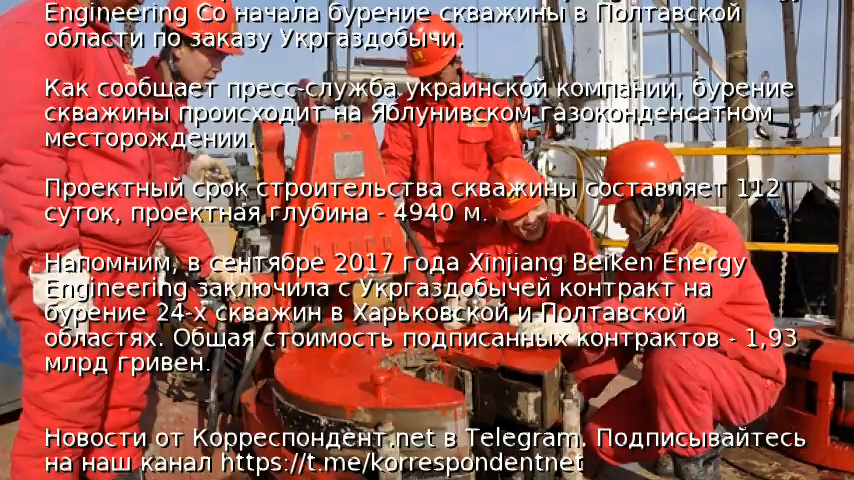 Engineering Co начала бурение скважины в Полтавской
области по заказу Укргаздобычи.
Как сообщает пресс-служба украинской компании, бурение
скважины происходит на Яблунивском газоконденсатном
месторождении.
Проектный срок строительства скважины составляет 112
суток, проектная глубина - 4940 м.
Напомним, в сентябре 2017 года Xinjiang BeiKen Energy
Engineering заключила с Укргаздобычей контракт на
бурение 24-х скважин в Харьковской и Полтавской
областях. Общая стоимость подписанных контрактов - 1,93
млрд гривен.
Новости от Корреспондент.net в Telegram. Подписывайтесь
на наш канал https://t.me/korrespondentnet